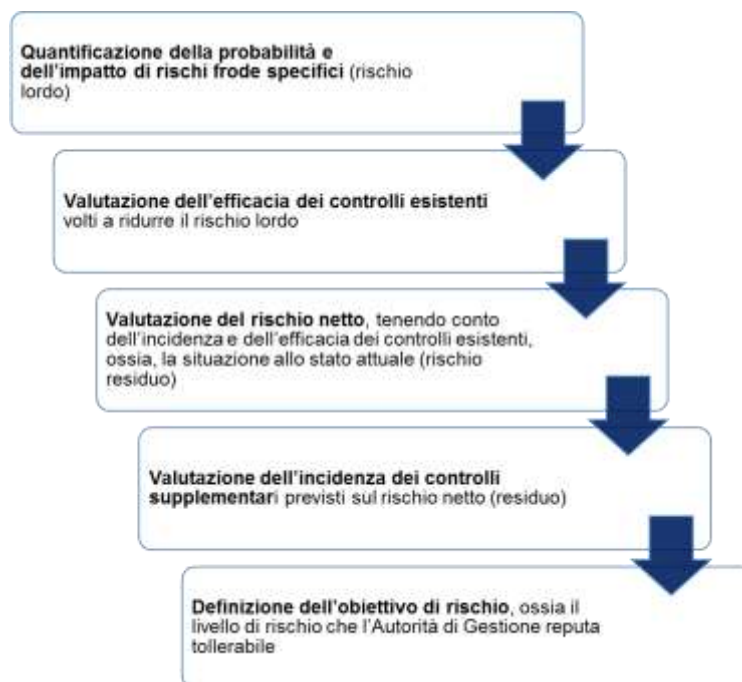 Quantificazione della probabilità e
dell'impatto di rischi frode specifici (rischio
lordo)
Valutazione dell'efficacia dei controlli esistenti
volti a ridurre il rischio lordo
Valutazione del rischio netto, tenendo conto
dell'incidenza e dell'efficacia dei controlli esistenti,
ossia, la situazione allo stato attuale (rischio
residuo)
Valutazione dell'incidenza dei controlli
supplementari previsti sul rischio netto (residuo)
Definizione dell'obiettivo di rischio, ossia il
livello di rischio che l'Autorità di Gestione reputa
tollerabile